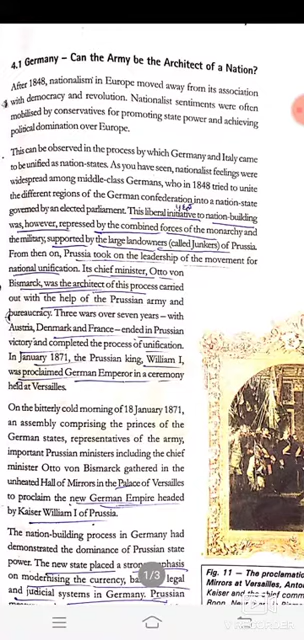 4.1 Germany – Can the Army be the Architect of a Nation?
After 1848, nationalism in Europe moved away from its association
with democracy and revolution. Nationalist sentiments were often
mobilised by conservatives for promoting state power and achieving
political domination over Europe.
This can be observed in the process by which Germany and Italy came
to be unified as nation-states. As you have seen, nationalist feelings were
widespread among middle-class Germans, who in 1848 tried to unite
the different regions of the German confederation into a nation-state
governed by an elected parliament. This liberal initiative to nation-building
was, however, repressed by the combined forces of the monarchy and
the military, supported by the large landowners (called Junkers) of Prussia.
From then on, Prussia took on the leadership of the movement for
national unification. Its chief minister, Otto von
Bismarck, was the architect of this process carried
out with the help of the Prussian army and
bureaucracy. Three wars over seven years – with
Austria, Denmark and France – ended in Prussian
victory and completed the process of unification.
In January 1871, the Prussian king, William I,
was proclaimed German Emperor in a ceremony
held at Versailles.
On the bitterly cold morning of 18 January 1871,
an assembly comprising the princes of the
German states, representatives of the army,
important Prussian ministers including the chief
minister Otto von Bismarck gathered in the
unheated Hall of Mirrors in the Palace of Versailles
to proclaim the new German Empire headed
by Kaiser William I of Prussia.
The nation-building process in Germany had
demonstrated the dominance of Prussian state
power. The new state placed a strong emphasis
on modernising the currency, legal
and judicial systems in Germany. Prussian
1/3
Fig. 11 – The proclamation
Mirrors at Versailles, Anton
Kaiser and the chief comm